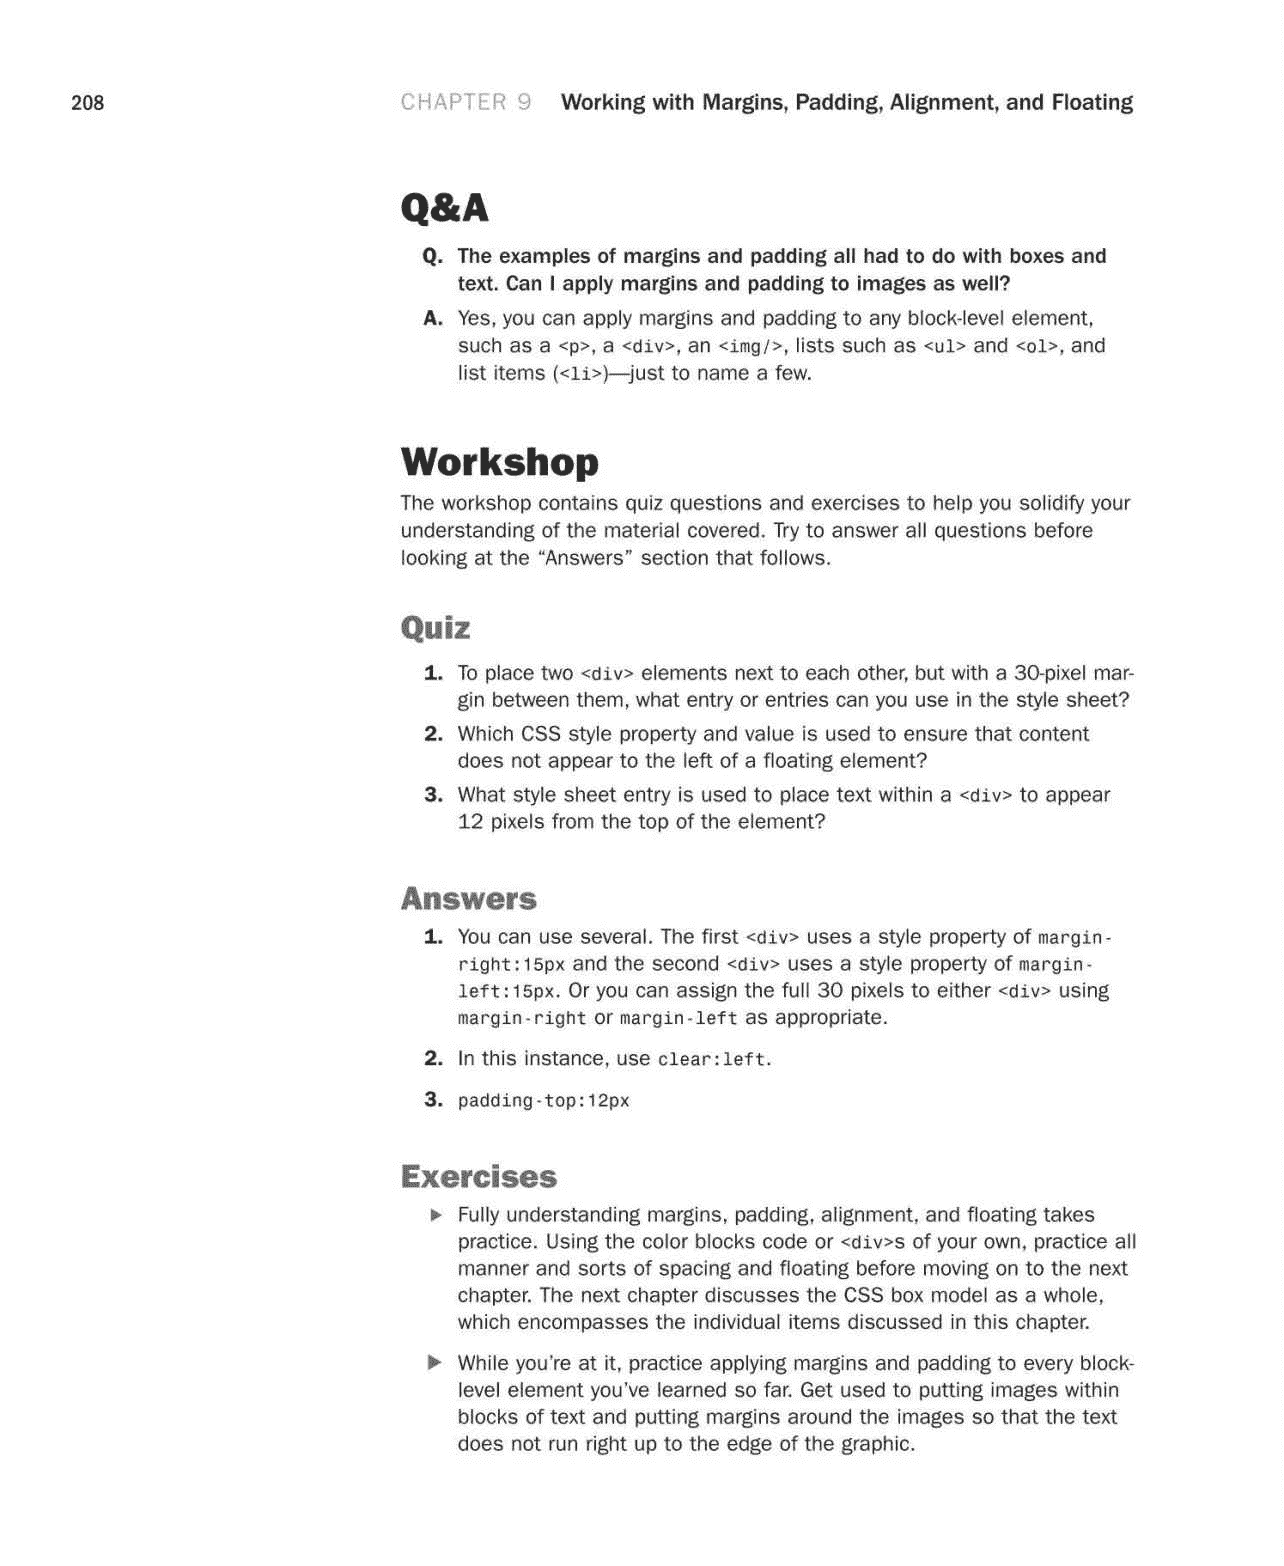 208
CHAPTER 9 Working with Margins, Padding, Alignment, and Floating
Q&A
Q. The examples of margins and padding all had to do with boxes and
text. Can I apply margins and padding to images as well?
A. Yes, you can apply margins and padding to any block-level element,
such as a <p>, a <div>, an <img/>, lists such as <ul> and <ol>, and
list items (<li>)—just to name a few.
Workshop
The workshop contains quiz questions and exercises to help you solidify your
understanding of the material covered. Try to answer all questions before
looking at the “Answers” section that follows.
Quiz
1. To place two <div> elements next to each other, but with a 30-pixel mar-
gin between them, what entry or entries can you use in the style sheet?
2. Which CSS style property and value is used to ensure that content
does not appear to the left of a floating element?
3. What style sheet entry is used to place text within a <div> to appear
12 pixels from the top of the element?
Answers
1. You can use several. The first <div> uses a style property of margin-
right:15px and the second <div> uses a style property of margin-
left:15px. Or you can assign the full 30 pixels to either <div> using
margin-right or margin-left as appropriate.
2. In this instance, use clear:left.
3. padding-top:12px
Exercises
► Fully understanding margins, padding, alignment, and floating takes
practice. Using the color blocks code or <div>s of your own, practice all
manner and sorts of spacing and floating before moving on to the next
chapter. The next chapter discusses the CSS box model as a whole,
which encompasses the individual items discussed in this chapter.
► While you're at it, practice applying margins and padding to every block-
level element you've learned so far. Get used to putting images within
blocks of text and putting margins around the images so that the text
does not run right up to the edge of the graphic.